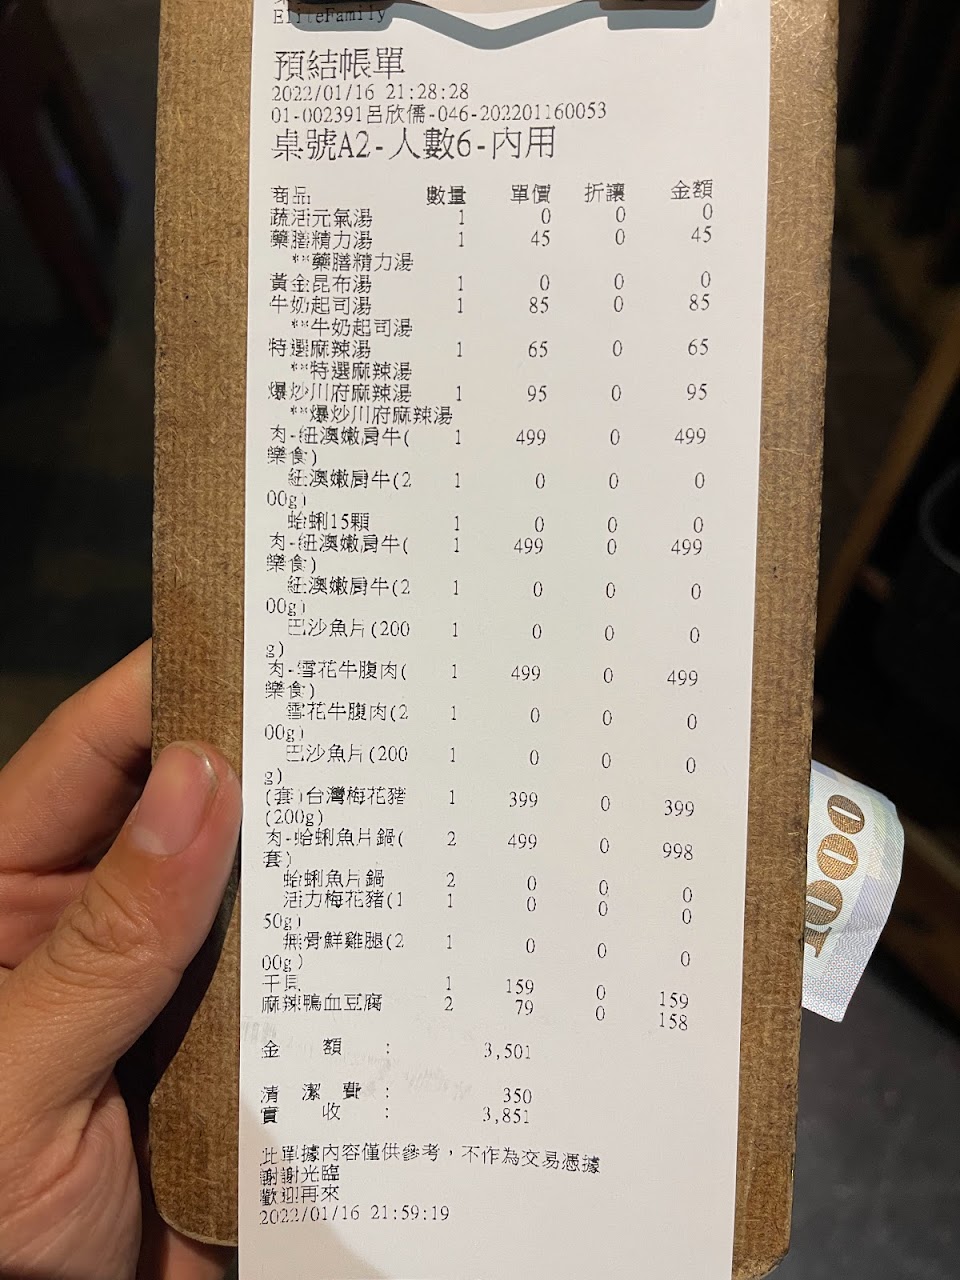 EliteFamily
預結帳單
2022/01/16 21:28:28
01-002391呂欣儒-046-202201160053
桌號A2-人數6-內用
商品 數量 單價 折讓 金額
蔬活元氣湯 1 0 0 0
藥膳精力湯 1 45 0 45
**藥膳精力湯
黃金昆布湯 1 0 0 0
牛奶起司湯 1 85 0 85
**牛奶起司湯
特選麻辣湯 1 65 0 65
**特選麻辣湯
爆炒川府麻辣湯 1 95 0 95
**爆炒川府麻辣湯
肉-紐澳嫩肩牛( 1 499 0 499
樂食)
紐澳嫩肩牛(2 1 0 0 0
00g)
蛤蜊15顆 1 0 0 0
肉-紐澳嫩肩牛( 1 499 0 499
樂食)
紐澳嫩肩牛(2 1 0 0 0
00g)
巴沙魚片(200 1 0 0 0
g)
肉-雪花牛腹肉( 1 499 0 499
樂食)
雪花牛腹肉(2 1 0 0 0
00g)
巴沙魚片(200 1 0 0 0
g)
(套)台灣梅花豬 1 399 0 399
(200g)
肉-蛤蜊魚片鍋( 2 499 0 998
套)
蛤蜊魚片鍋 2 0 0 0
活力梅花豬(1 1 0 0 0
50g)
無骨鮮雞腿(2 1 0 0 0
00g)
干貝 1 159 0 159
麻辣鴨血豆腐 2 79 0 158
金額: 3,501
清潔費: 350
實收: 3,851
此單據內容僅供參考，不作為交易憑據
謝謝光臨
歡迎再來
2022/01/16 21:59:19
1000